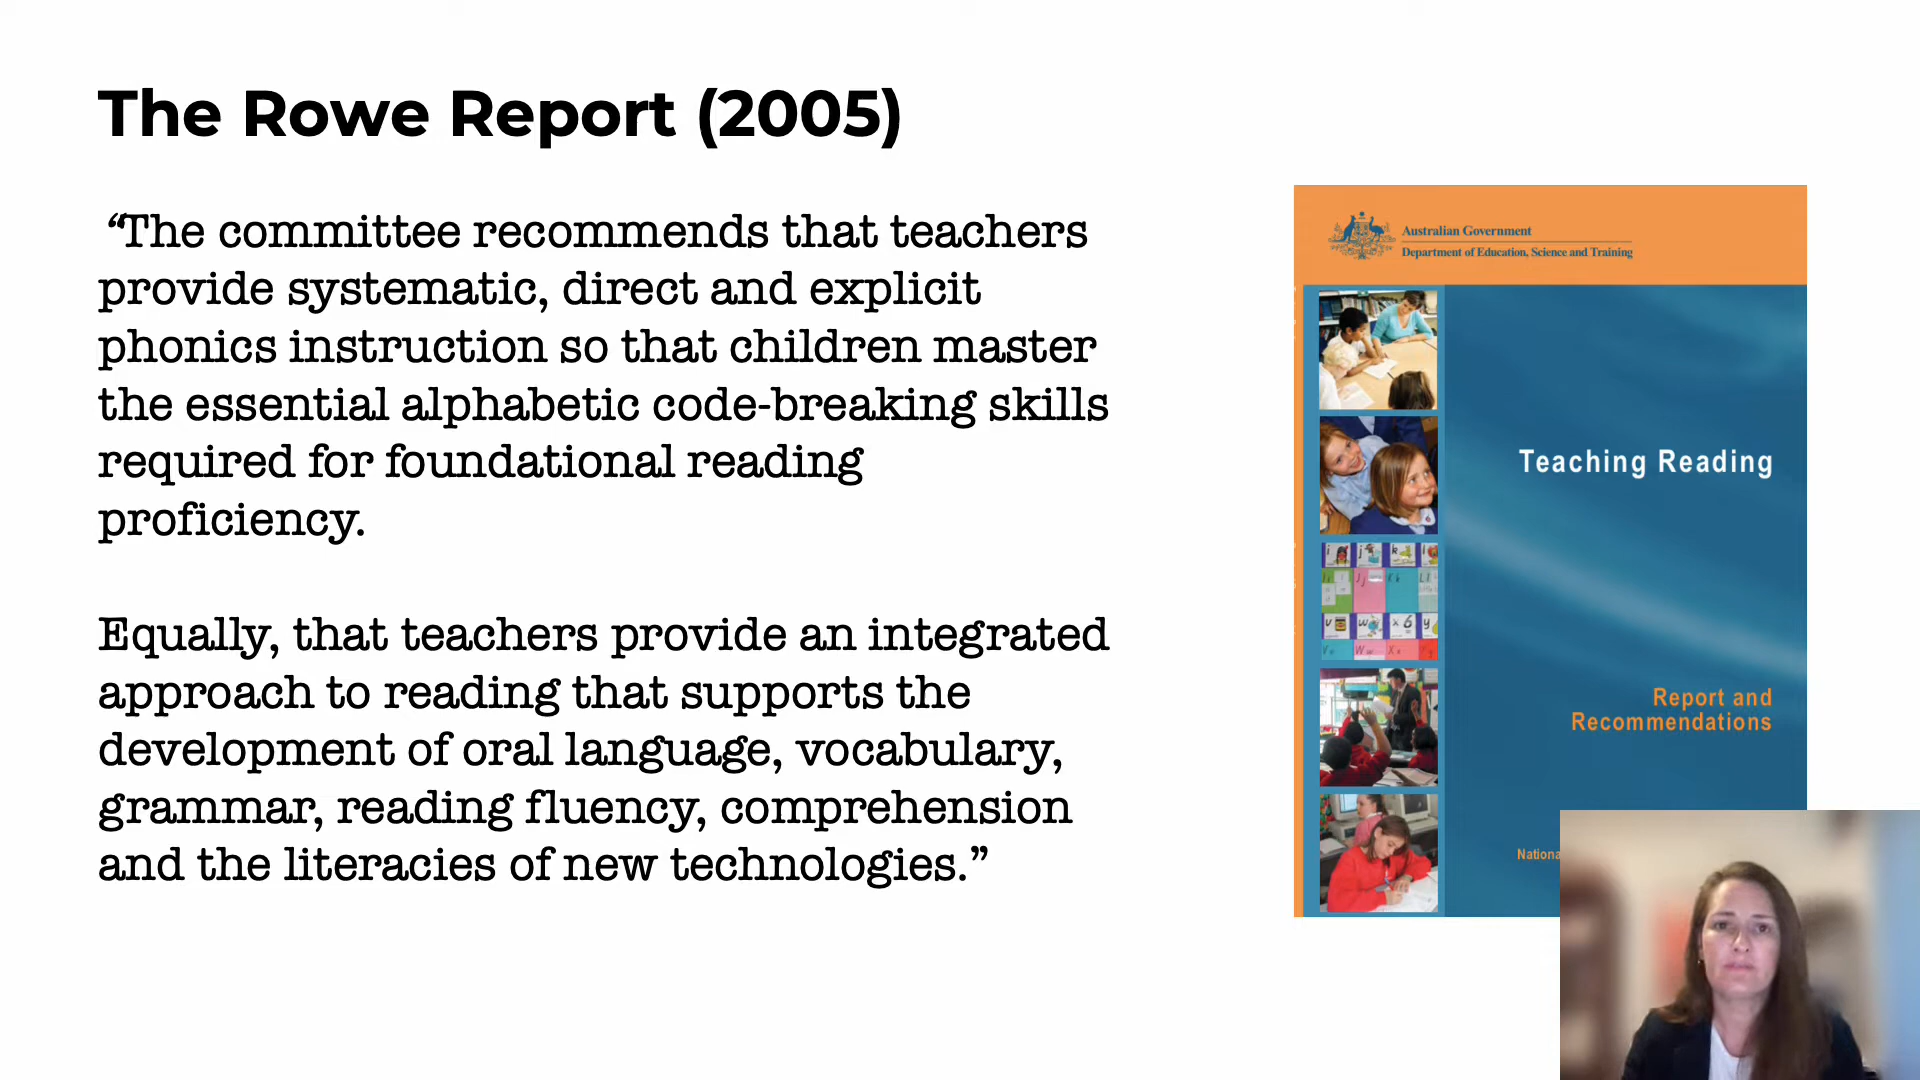 The Rowe Report (2005)
“The committee recommends that teachers
provide systematic, direct and explicit
phonics instruction so that children master
the essential alphabetic code-breaking skills
required for foundational reading
proficiency.
Equally, that teachers provide an integrated
approach to reading that supports the
development of oral language, vocabulary,
grammar, reading fluency, comprehension
and the literacies of new technologies.”
Australian Government
Department of Education, Science and Training
Teaching Reading
Report and
Recommendations